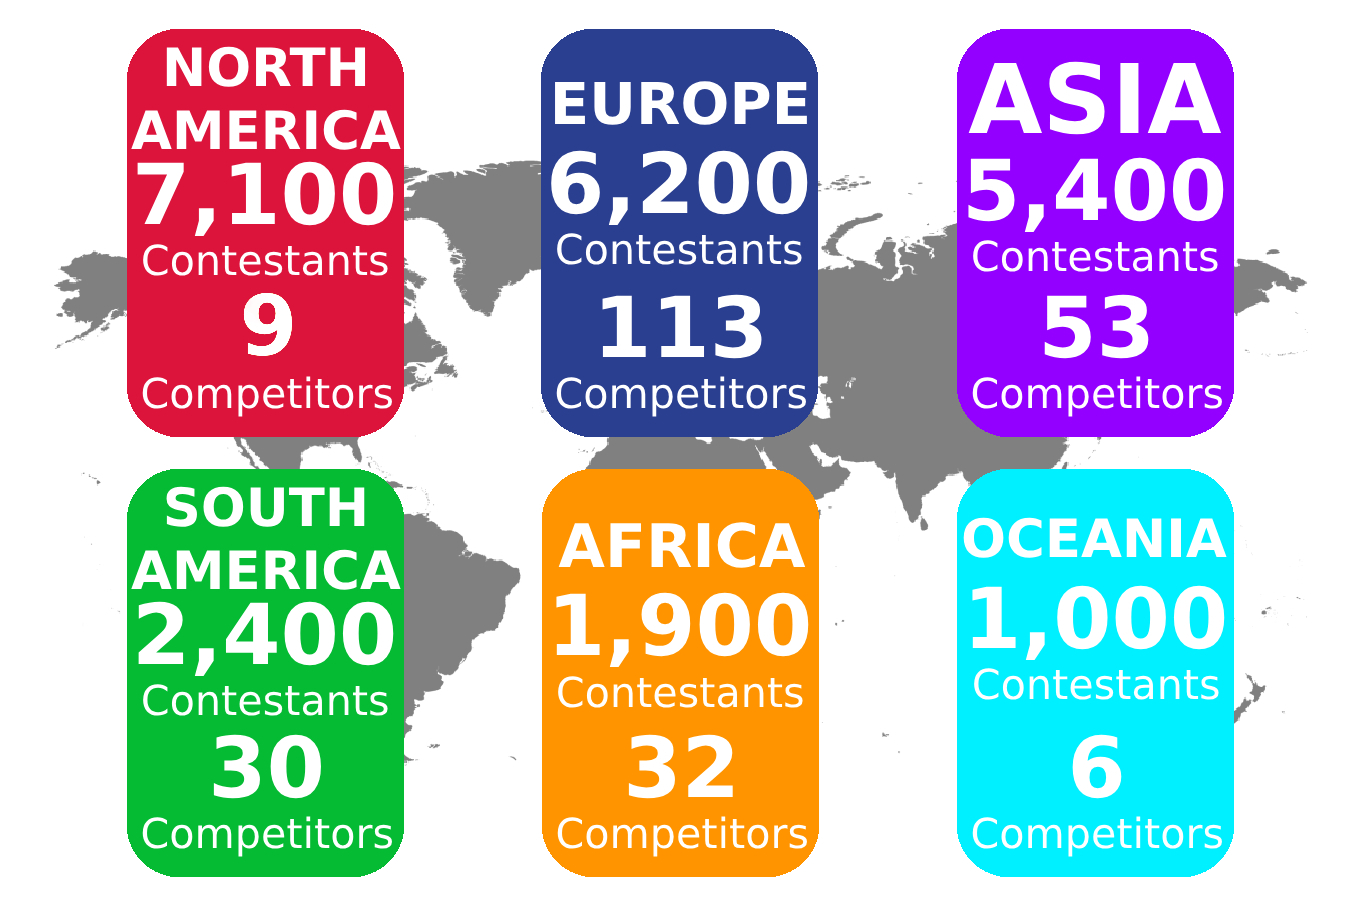 NORTH
AMERICA
7,100
Contestants
9
Competitors
EUROPE
6,200
Contestants
113
Competitors
ASIA
5,400
Contestants
53
Competitors
SOUTH
AMERICA
2,400
Contestants
30
Competitors
AFRICA
1,900
Contestants
32
Competitors
OCEANIA
1,000
Contestants
6
Competitors